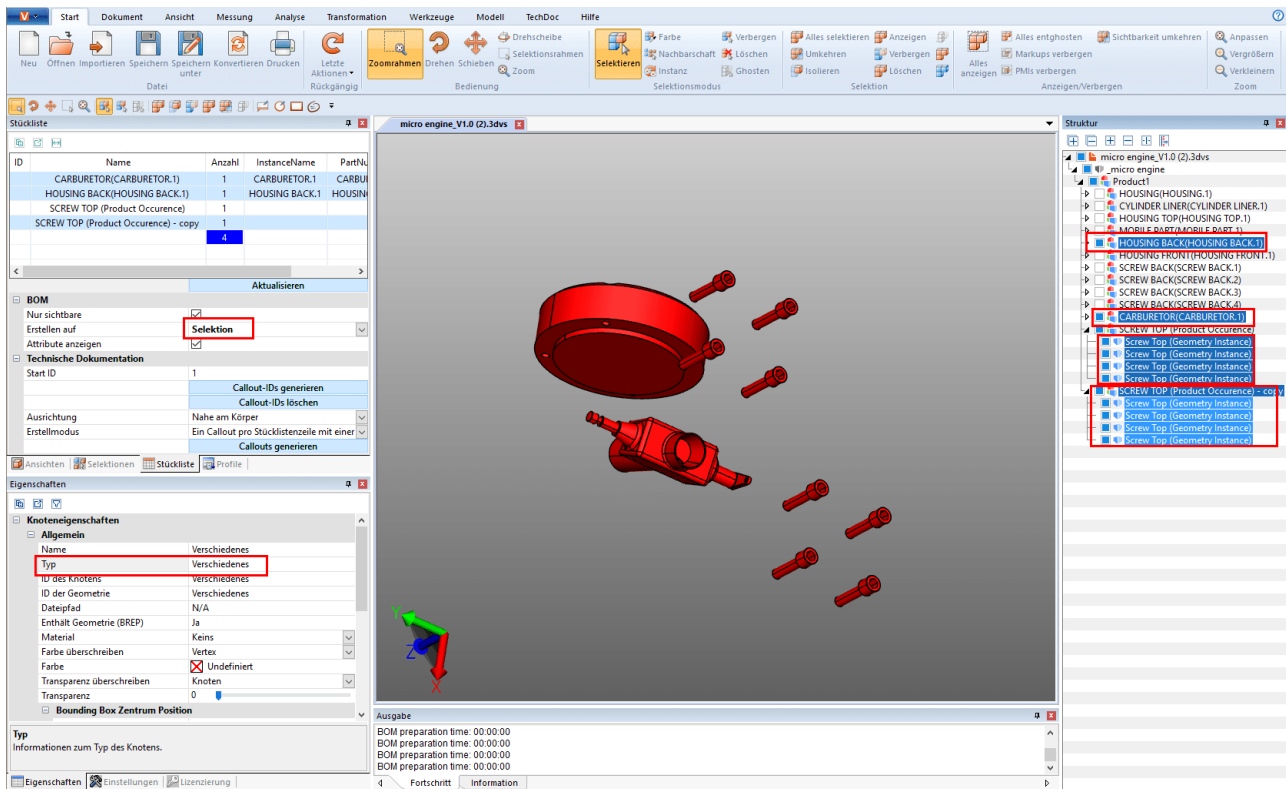 V Start Dokument Ansicht Messung Analyse Transformation Werkzeuge Modell TechDoc Hilfe
Neu Öffnen Importieren Speichern Speichern unter Konvertieren Drucken
Datei
Letzte Aktionen
Rückgängig
Zoomrahmen Drehen Schieben
Drehscheibe
Selektionsrahmen
Zoom
Bedienung
Selektieren
Farbe Verbergen
Nachbarschaft Löschen
Instanz Ghosten
Selektionsmodus
Alles selektieren Anzeigen
Umkehren Verbergen
Isolieren Löschen
Selektion
Alles anzeigen
Alles entghosten Sichtbarkeit umkehren
Markups verbergen
PMIs verbergen
Anzeigen/Verbergen
Anpassen
Vergrößern
Verkleinern
Zoom
Stückliste
ID Name Anzahl InstanceName PartNu
CARBURETOR(CARBURETOR.1) 1 CARBURETOR.1 CARBU
HOUSING BACK(HOUSING BACK.1) 1 HOUSING BACK.1 HOUSIN
SCREW TOP (Product Occurence) 1
SCREW TOP (Product Occurence) - copy 1
4
Aktualisieren
BOM
Nur sichtbare
Erstellen auf Selektion
Attribute anzeigen
Technische Dokumentation
Start ID 1
Callout-IDs generieren
Callout-IDs löschen
Ausrichtung Nahe am Körper
Erstellmodus Ein Callout pro Stücklistenzeile mit einer
Callouts generieren
Ansichten Selektionen Stückliste Profile
Eigenschaften
Knoteneigenschaften
Allgemein
Name Verschiedenes
Typ Verschiedenes
ID des Knotens Verschiedenes
ID der Geometrie Verschiedenes
Dateipfad N/A
Enthält Geometrie (BREP) Ja
Material Keins
Farbe überschreiben Vertex
Farbe Undefiniert
Transparenz überschreiben Knoten
Transparenz 0
Bounding Box Zentrum Position
Typ
Informationen zum Typ des Knotens.
Eigenschaften Einstellungen Lizenzierung
micro engine_V1.0 (2).3dvs
Y
Z
X
Ausgabe
BOM preparation time: 00:00:00
BOM preparation time: 00:00:00
BOM preparation time: 00:00:00
BOM preparation time: 00:00:00
Fortschritt Information
Struktur
micro engine_V1.0 (2).3dvs
_micro engine
Product1
HOUSING(HOUSING.1)
CYLINDER LINER(CYLINDER LINER.1)
HOUSING TOP(HOUSING TOP.1)
MOBILE PART(MOBILE PART.1)
HOUSING BACK(HOUSING BACK.1)
HOUSING FRONT(HOUSING FRONT.1)
SCREW BACK(SCREW BACK.1)
SCREW BACK(SCREW BACK.2)
SCREW BACK(SCREW BACK.3)
SCREW BACK(SCREW BACK.4)
CARBURETOR(CARBURETOR.1)
SCREW TOP (Product Occurence)
Screw Top (Geometry Instance)
Screw Top (Geometry Instance)
Screw Top (Geometry Instance)
Screw Top (Geometry Instance)
SCREW TOP (Product Occurence) - copy
Screw Top (Geometry Instance)
Screw Top (Geometry Instance)
Screw Top (Geometry Instance)
Screw Top (Geometry Instance)